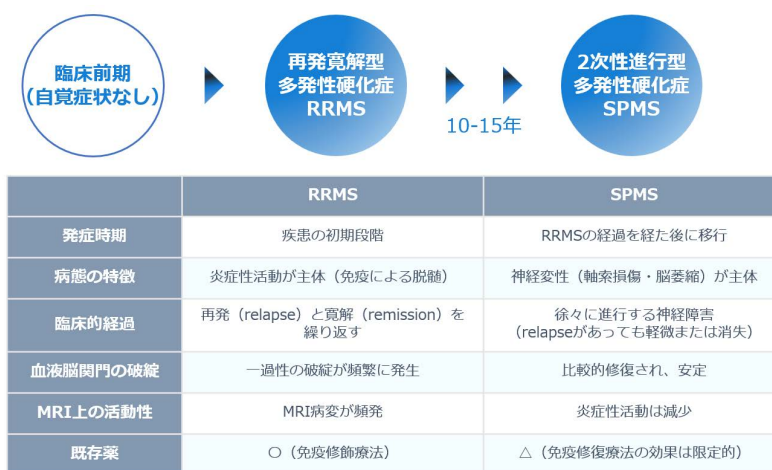 臨床前期
(自覚症状なし)
再発寛解型
多発性硬化症
RRMS
10-15年
2次性進行型
多発性硬化症
SPMS
RRMS
SPMS
発症時期
疾患の初期段階
RRMSの経過を経た後に移行
病態の特徴
炎症性活動が主体（免疫による脱髄）
神経変性（軸索損傷・脳萎縮）が主体
臨床的経過
再発（relapse）と寛解（remission）を
繰り返す
徐々に進行する神経障害
（relapseがあっても軽微または消失）
血液脳関門の破綻
一過性の破綻が頻繁に発生
比較的修復され、安定
MRI上の活動性
MRI病変が頻発
炎症性活動は減少
既存薬
○（免疫修飾療法）
△（免疫修復療法の効果は限定的）